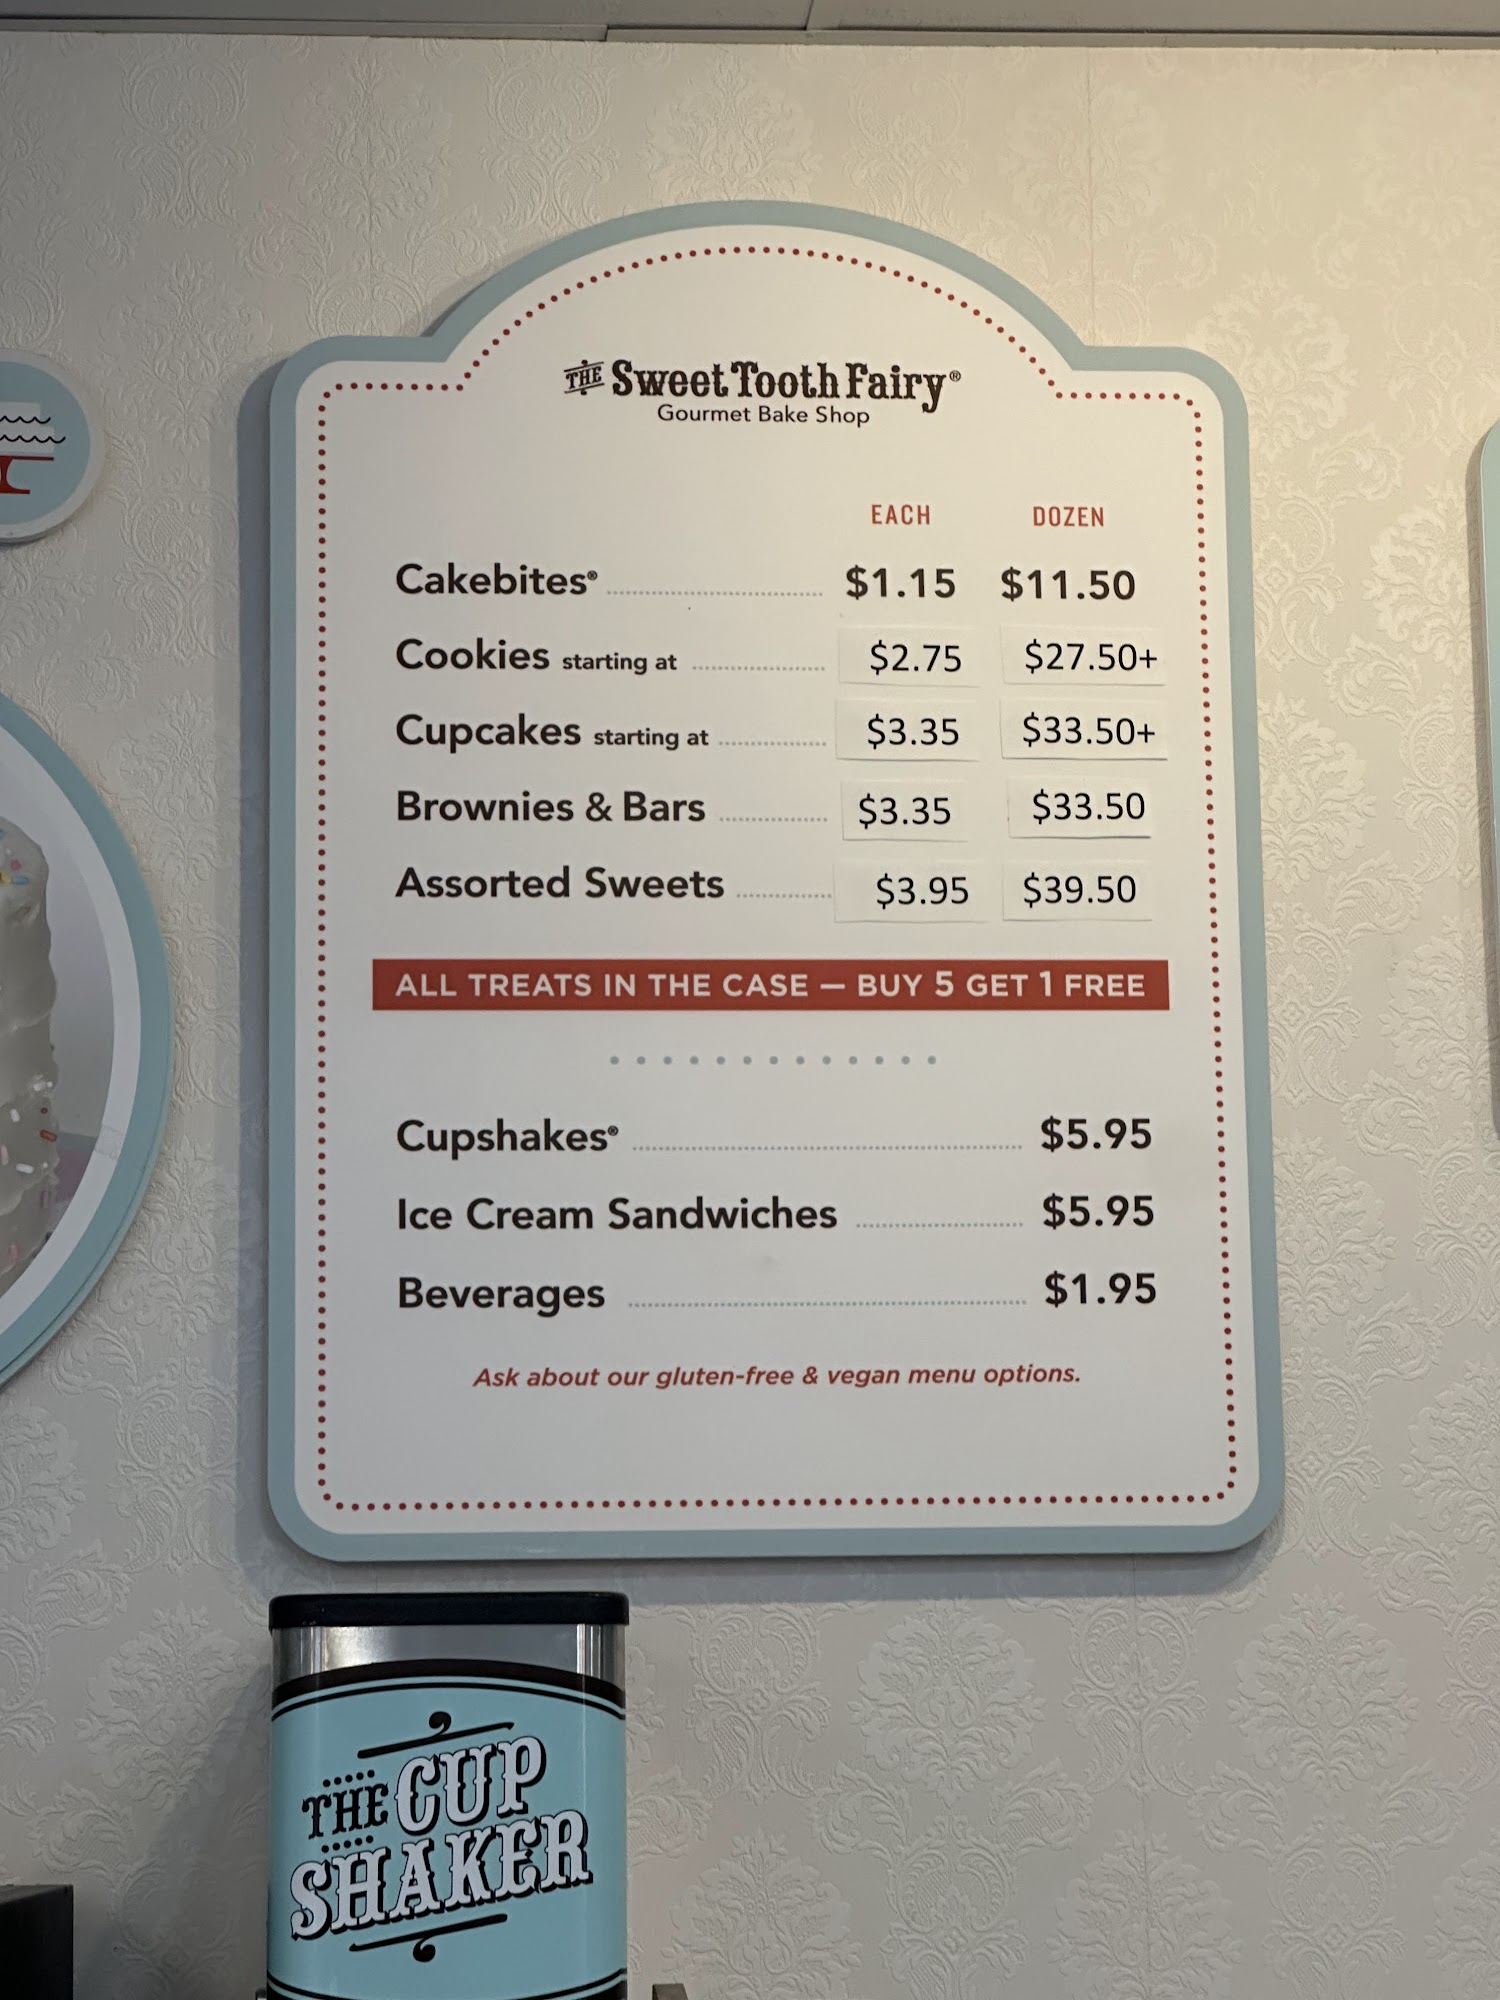 THE Sweet Tooth Fairy®
Gourmet Bake Shop
EACH DOZEN
Cakebites® $1.15 $11.50
Cookies starting at $2.75 $27.50+
Cupcakes starting at $3.35 $33.50+
Brownies & Bars $3.35 $33.50
Assorted Sweets $3.95 $39.50
ALL TREATS IN THE CASE — BUY 5 GET 1 FREE
Cupshakes® $5.95
Ice Cream Sandwiches $5.95
Beverages $1.95
Ask about our gluten-free & vegan menu options.
THE CUP
SHAKER